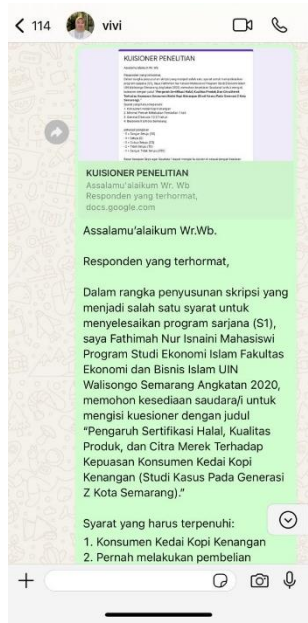 114
vivi
KUISIONER PENELITIAN
KUISIONER PENELITIAN
Assalamu'alaikum Wr. Wb
Responden yang terhormat,
docs.google.com
Assalamu'alaikum Wr.Wb.
Responden yang terhormat,
Dalam rangka penyusunan skripsi yang
menjadi salah satu syarat untuk
menyelesaikan program sarjana (S1),
saya Fathimah Nur Isnaini Mahasiswi
Program Studi Ekonomi Islam Fakultas
Ekonomi dan Bisnis Islam UIN
Walisongo Semarang Angkatan 2020,
memohon kesediaan saudara/i untuk
mengisi kuesioner dengan judul
"Pengaruh Sertifikasi Halal, Kualitas
Produk, dan Citra Merek Terhadap
Kepuasan Konsumen Kedai Kopi
Kenangan (Studi Kasus Pada Generasi
Z Kota Semarang)."
Syarat yang harus terpenuhi:
1. Konsumen Kedai Kopi Kenangan
2. Pernah melakukan pembelian